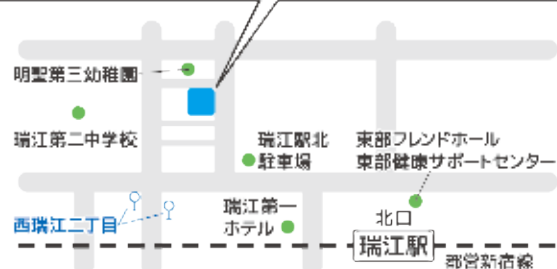 明聖第三幼稚園
瑞江第二中学校
瑞江駅北
駐車場
東部フレンドホール
東部健康サポートセンター
西瑞江二丁目
瑞江第一
ホテル
北口
瑞江駅
都営新宿線